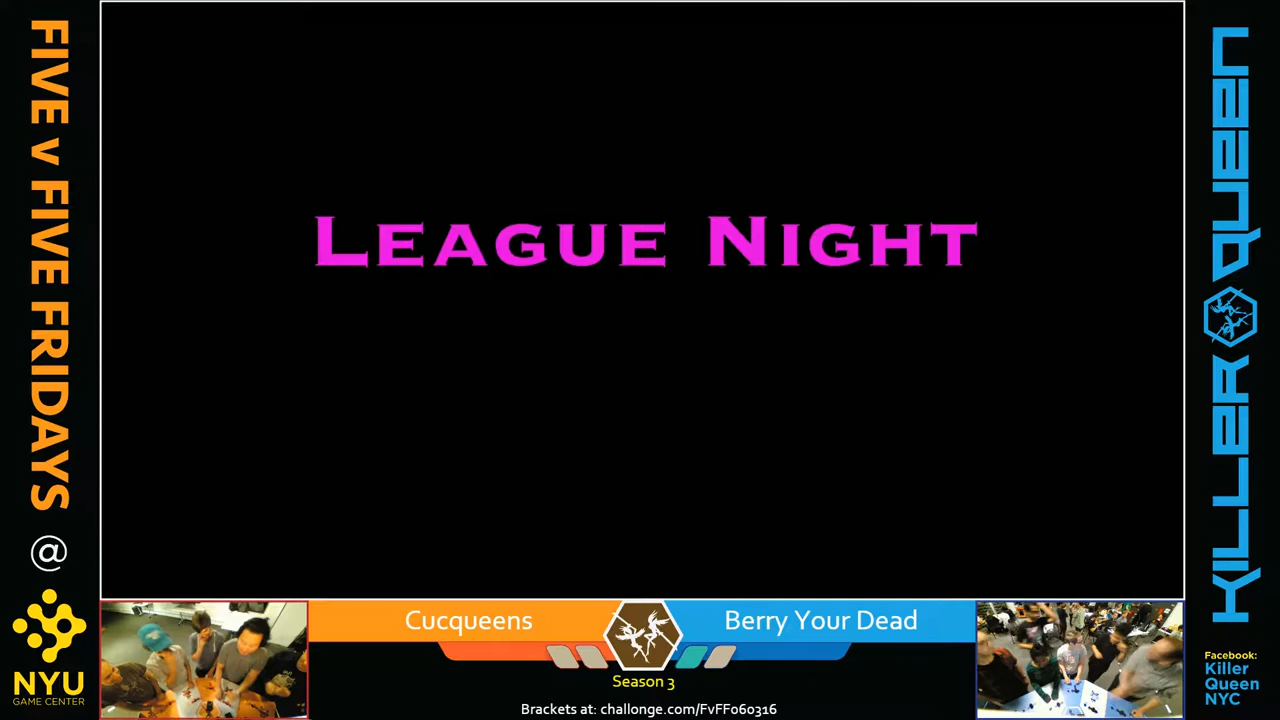 FIVE v FIVE FRIDAYS @
NYU
GAME CENTER
League Night
KILLER QUEEN
Cucqueens
Berry Your Dead
Season 3
Brackets at: challonge.com/FvFF060316
Facebook:
Killer
Queen
NYC